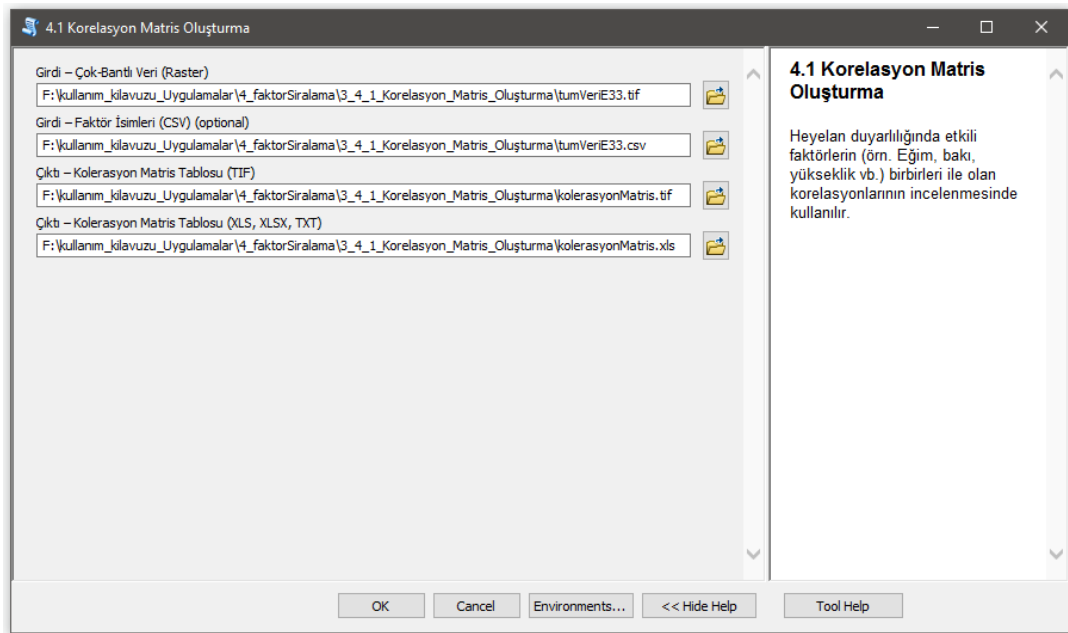 4.1 Korelasyon Matris Oluşturma
Girdi – Çok-Bantlı Veri (Raster)
F:\kullanım_kilavuzu_Uygulamalar\4_faktorSiralama\3_4_1_Korelasyon_Matris_Oluşturma\tumVeriE33.tif
Girdi – Faktör İsimleri (CSV) (optional)
F:\kullanım_kilavuzu_Uygulamalar\4_faktorSiralama\3_4_1_Korelasyon_Matris_Oluşturma\tumVeriE33.csv
Çıktı – Kolerasyon Matris Tablosu (TIF)
F:\kullanım_kilavuzu_Uygulamalar\4_faktorSiralama\3_4_1_Korelasyon_Matris_Oluşturma\kolerasyonMatris.tif
Çıktı – Kolerasyon Matris Tablosu (XLS, XLSX, TXT)
F:\kullanım_kilavuzu_Uygulamalar\4_faktorSiralama\3_4_1_Korelasyon_Matris_Oluşturma\kolerasyonMatris.xls
4.1 Korelasyon Matris
Oluşturma
Heyelan duyarlılığında etkili
faktörlerin (örn. Eğim, bakı,
yükseklik vb.) birbirleri ile olan
korelasyonlarının incelenmesinde
kullanılır.
OK
Cancel
Environments...
<< Hide Help
Tool Help